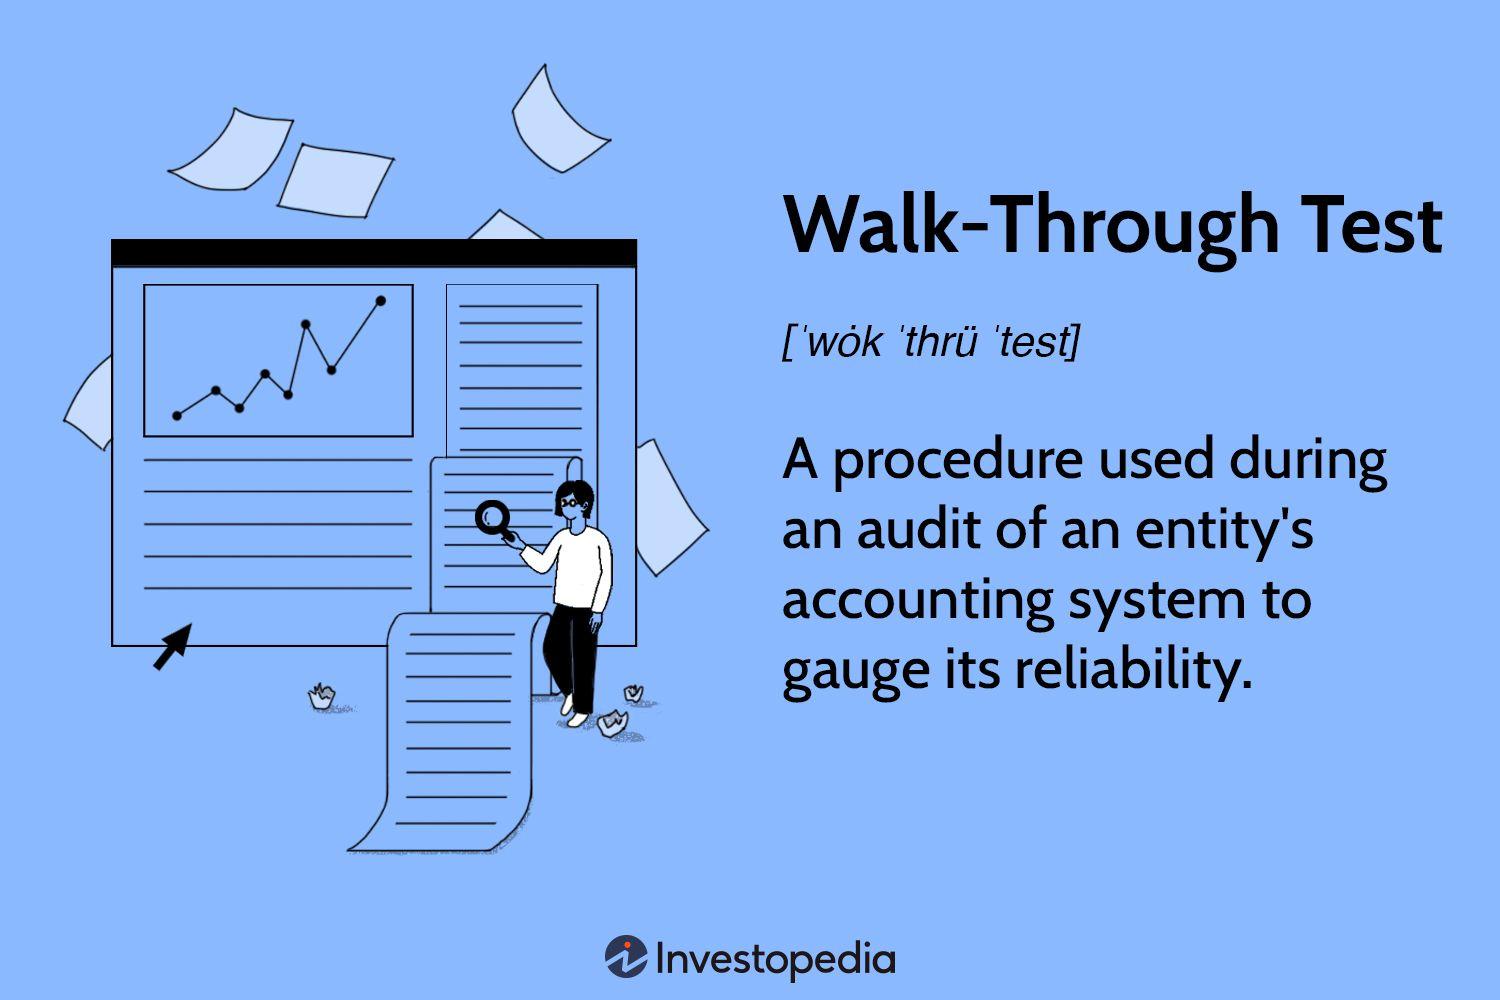 Walk-Through Test
[ˈwȯk ˈthrü ˈtest]
A procedure used during
an audit of an entity's
accounting system to
gauge its reliability.
Investopedia